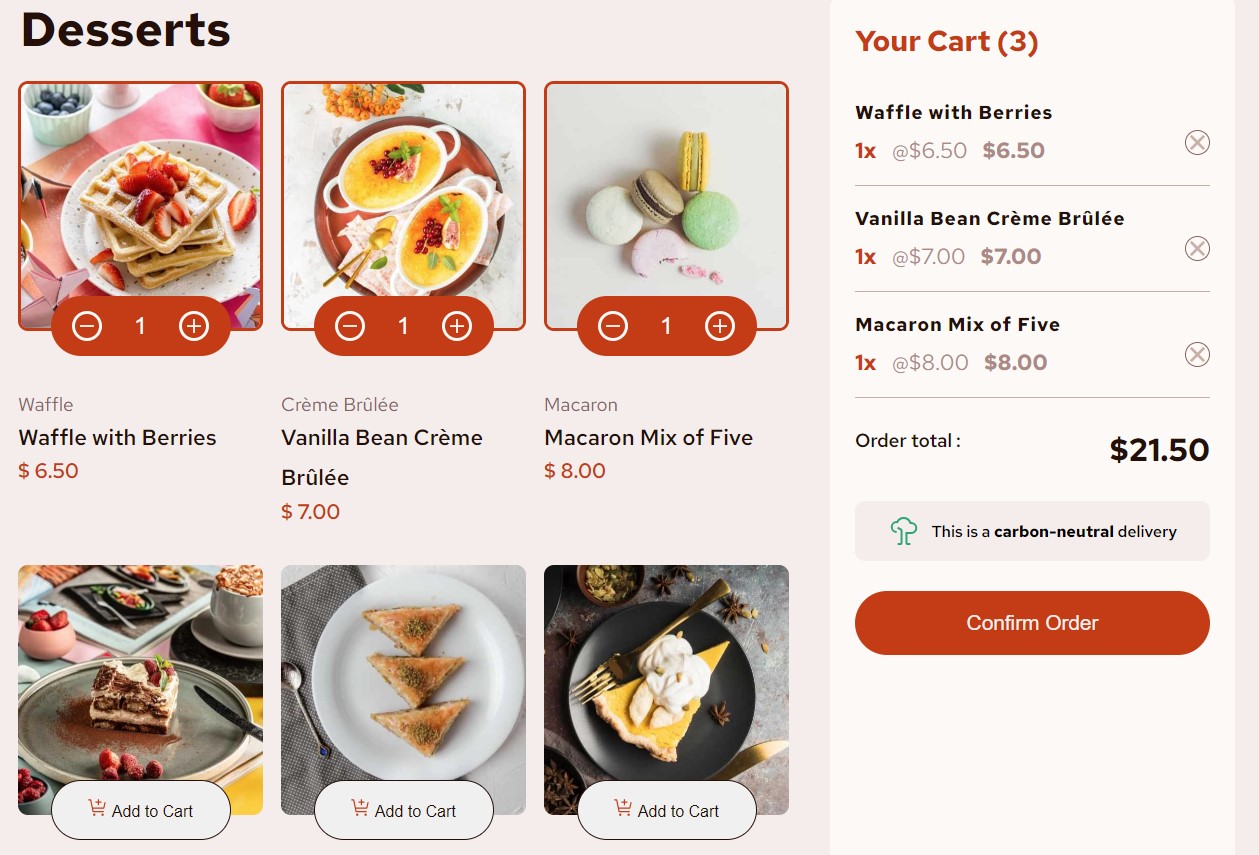 Desserts
1
1
1
Waffle
Waffle with Berries
$ 6.50
Crème Brûlée
Vanilla Bean Crème
Brûlée
$ 7.00
Macaron
Macaron Mix of Five
$ 8.00
Add to Cart
Add to Cart
Add to Cart
Your Cart (3)
Waffle with Berries
1x @$6.50 $6.50
Vanilla Bean Crème Brûlée
1x @$7.00 $7.00
Macaron Mix of Five
1x @$8.00 $8.00
Order total : $21.50
This is a carbon-neutral delivery
Confirm Order